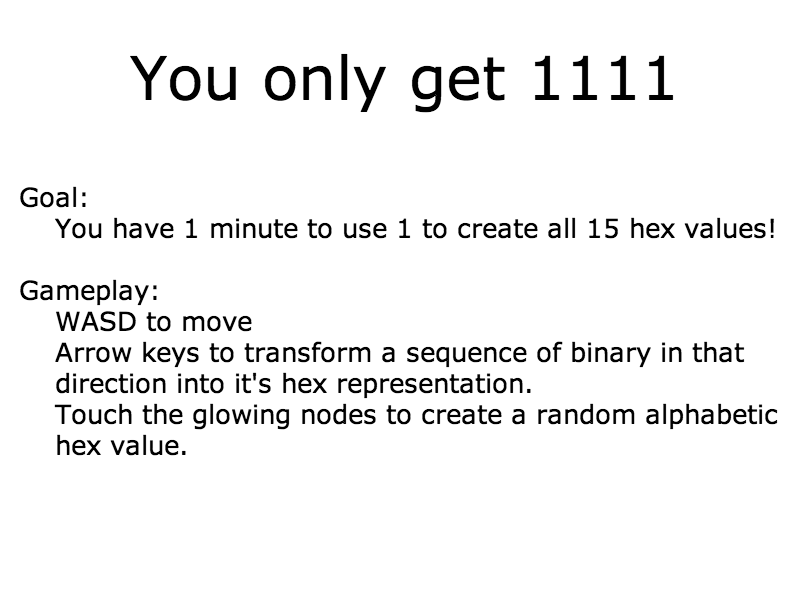 You only get 1111
Goal:
You have 1 minute to use 1 to create all 15 hex values!
Gameplay:
WASD to move
Arrow keys to transform a sequence of binary in that
direction into it's hex representation.
Touch the glowing nodes to create a random alphabetic
hex value.